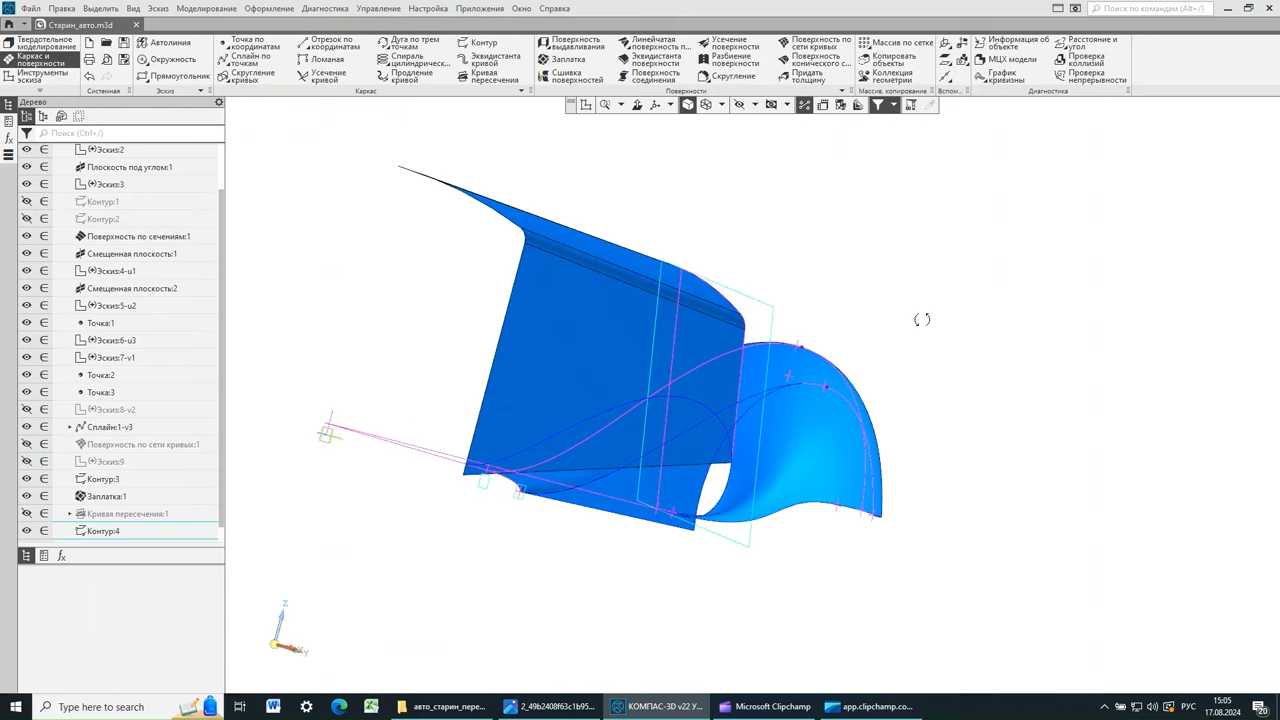 Файл Правка Выделить Вид Эскиз Моделирование Оформление Диагностика Управление Настройка Приложения Окно Справка
Поиск по командам (Alt+/)
Старин_авто.m3d
Твердотельное моделирование
Каркас и поверхности
Инструменты эскиза
Системная
Автолиния
Окружность
Прямоугольник
Эскиз
Точка по координатам
Сплайн по точкам
Скругление кривых
Отрезок по координатам
Ломаная
Усечение кривой
Дуга по трем точкам
Спираль цилиндрическ...
Продление кривой
Контур
Эквидистанта кривой
Кривая пересечения
Каркас
Поверхность выдавливания
Заплатка
Сшивка поверхностей
Линейчатая поверхность п...
Эквидистанта поверхности
Поверхность соединения
Усечение поверхности
Разбиение поверхности
Скругление
Поверхность по сети кривых
Поверхность конического с...
Придать толщину
Поверхности
Массив по сетке
Копировать объекты
Коллекция геометрии
Массив, копирование
Вспом...
Информация об объекте
МЦХ модели
График кривизны
Расстояние и угол
Проверка коллизий
Проверка непрерывности
Диагностика
Дерево
Поиск (Ctrl+/)
(+)Эскиз:2
Плоскость под углом:1
(+)Эскиз:3
Контур:1
Контур:2
Поверхность по сечениям:1
Смещенная плоскость:1
(+)Эскиз:4-u1
Смещенная плоскость:2
(+)Эскиз:5-u2
Точка:1
(+)Эскиз:6-u3
(+)Эскиз:7-v1
Точка:2
Точка:3
(+)Эскиз:8-v2
Сплайн:1-v3
Поверхность по сети кривых:1
(+)Эскиз:9
Контур:3
Заплатка:1
Кривая пересечения:1
Контур:4
Z
X
Y
Type here to search
авто_старин_пере...
2_49b2408f63c1b95...
КОМПАС-3D v22 У...
Microsoft Clipchamp
app.clipchamp.co...
РУС
15:05
17.08.2024
20